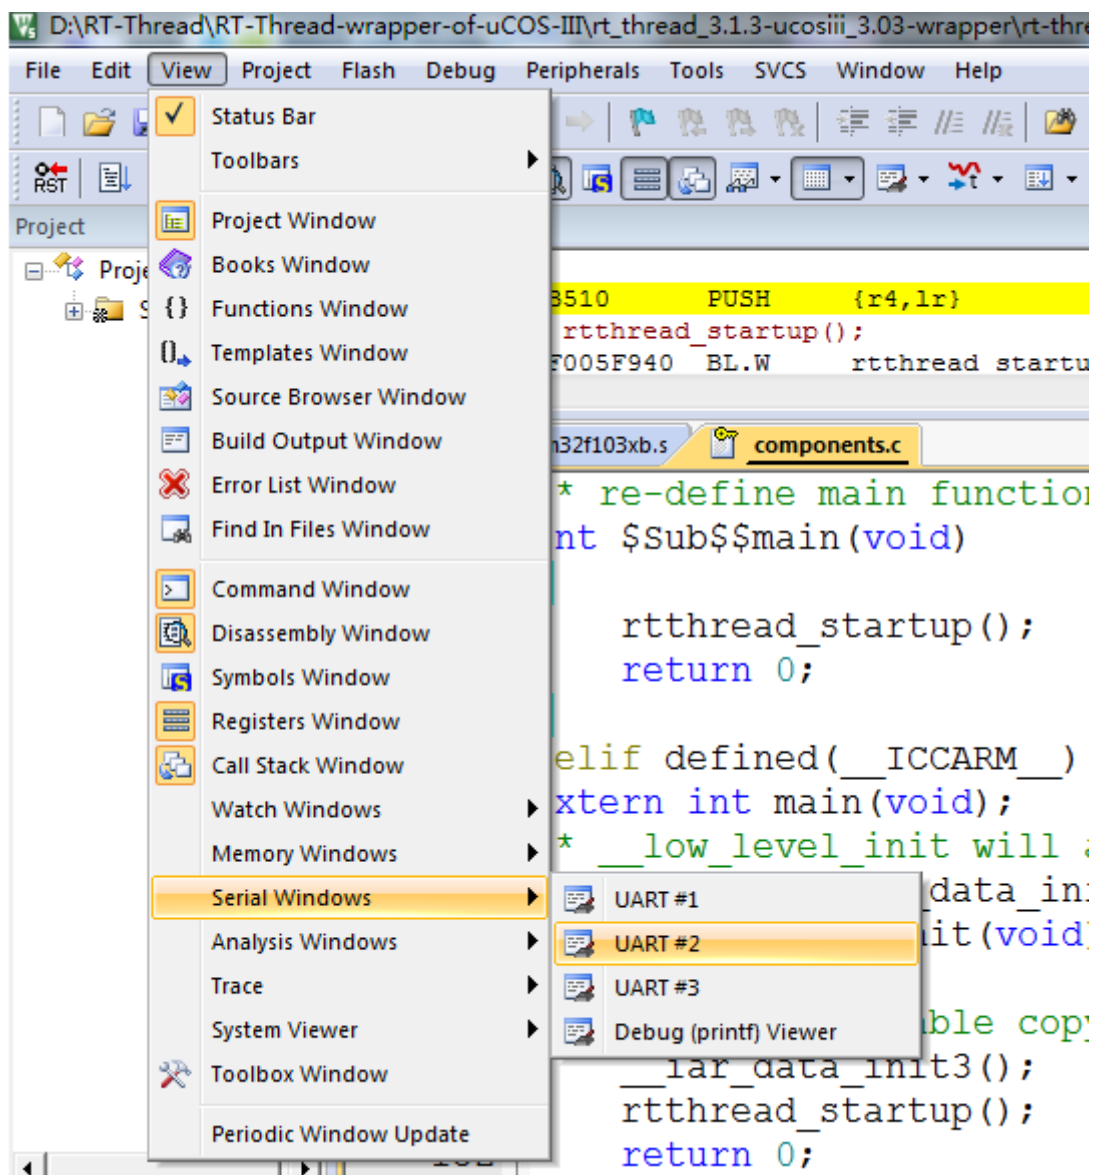 D:\RT-Thread\RT-Thread-wrapper-of-uCOS-III\rt_thread_3.1.3-ucosiii_3.03-wrapper\rt-thre
File Edit View Project Flash Debug Peripherals Tools SVCS Window Help
RST
Project
Proje
Status Bar
Toolbars
Project Window
Books Window
Functions Window
Templates Window
Source Browser Window
Build Output Window
Error List Window
Find In Files Window
Command Window
Disassembly Window
Symbols Window
Registers Window
Call Stack Window
Watch Windows
Memory Windows
Serial Windows
Analysis Windows
Trace
System Viewer
Toolbox Window
Periodic Window Update
UART #1
UART #2
UART #3
Debug (printf) Viewer
B510 PUSH {r4,lr}
rtthread_startup();
F005F940 BL.W rtthread_startu
m32f103xb.s components.c
* re-define main function
nt $Sub$$main(void)
rtthread_startup();
return 0;
elif defined(__ICCARM__)
xtern int main(void);
* __low_level_init will a
data_ini
it(void)
ble copy
__iar_data_init3();
rtthread_startup();
return 0;